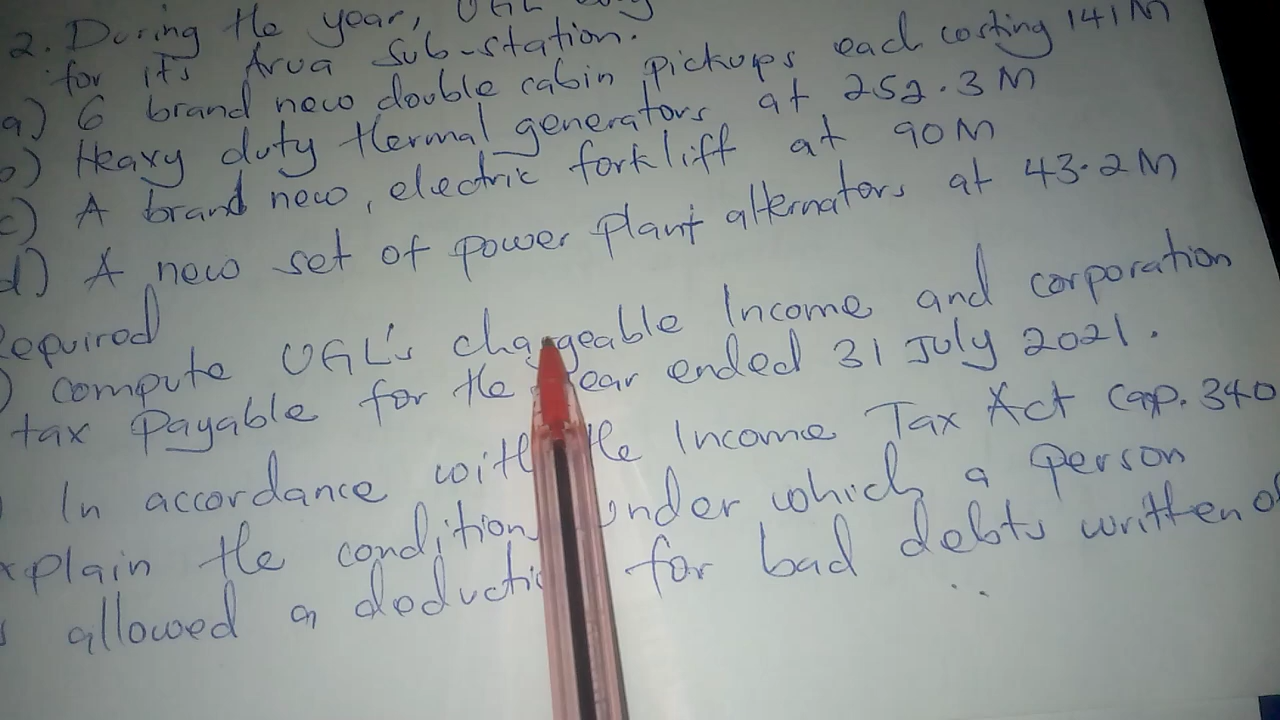 2. During the year, UGL
for its Arua Sub-station.
a) 6 brand new double cabin pickups each costing 141M
b) Heavy duty thermal generators at 252.3M
c) A brand new, electric forklift at 90M
d) A new set of power plant alternators at 43.2M
Required
) compute UGL's chargeable Income and corporation
tax payable for the year ended 31 July 2021.
) In accordance with the Income Tax Act Cap. 340
explain the conditions under which a person
is allowed a deduction for bad debts written of